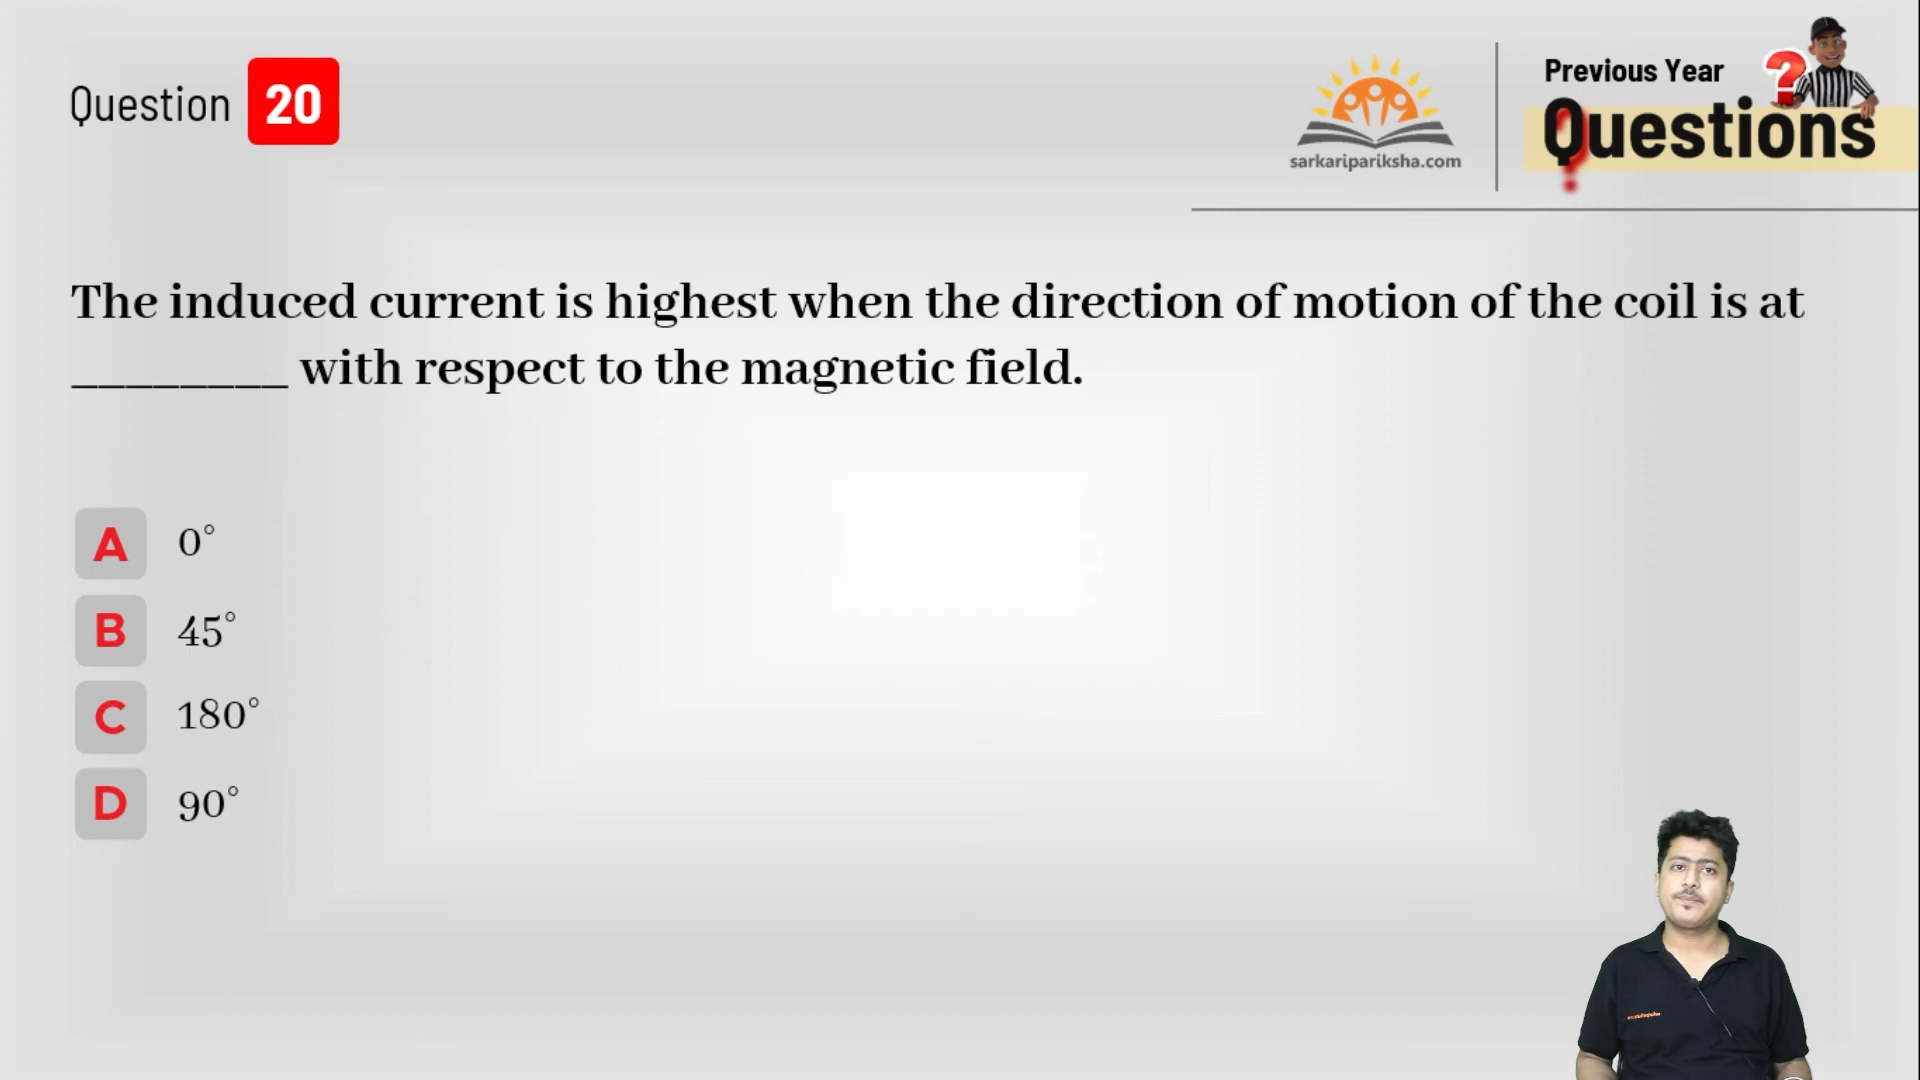 Question 20
sarkaripariksha.com
Previous Year
Questions
The induced current is highest when the direction of motion of the coil is at
________ with respect to the magnetic field.
A 0°
B 45°
C 180°
D 90°